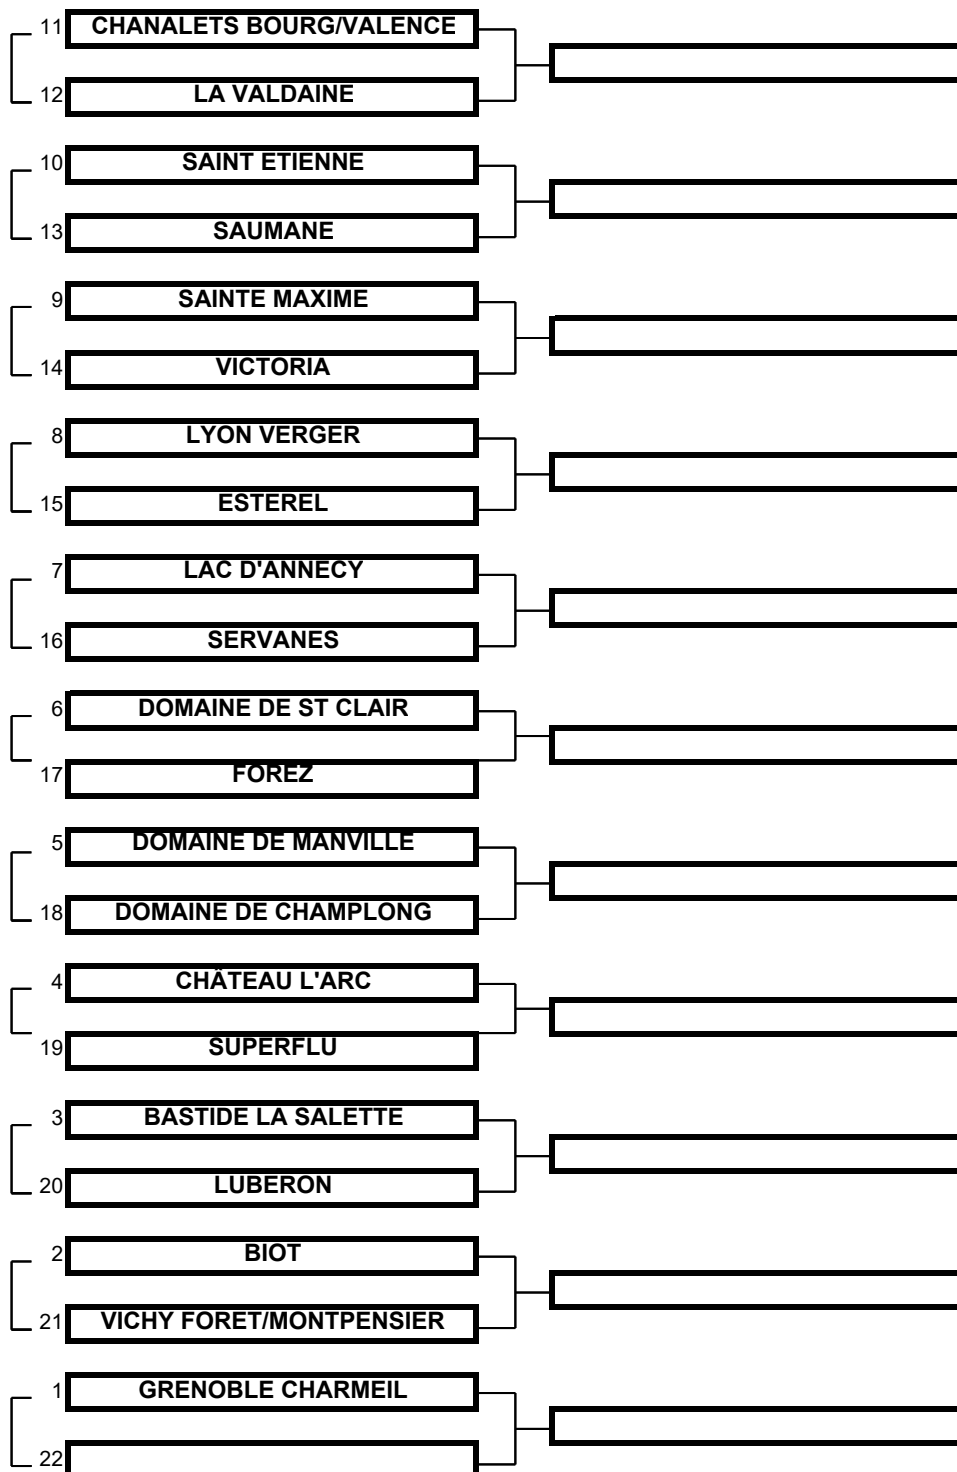 11 CHANALETS BOURG/VALENCE
12 LA VALDAINE
10 SAINT ETIENNE
13 SAUMANE
9 SAINTE MAXIME
14 VICTORIA
8 LYON VERGER
15 ESTEREL
7 LAC D'ANNECY
16 SERVANES
6 DOMAINE DE ST CLAIR
17 FOREZ
5 DOMAINE DE MANVILLE
18 DOMAINE DE CHAMPLONG
4 CHÂTEAU L'ARC
19 SUPERFLU
3 BASTIDE LA SALETTE
20 LUBERON
2 BIOT
21 VICHY FORET/MONTPENSIER
1 GRENOBLE CHARMEIL
22